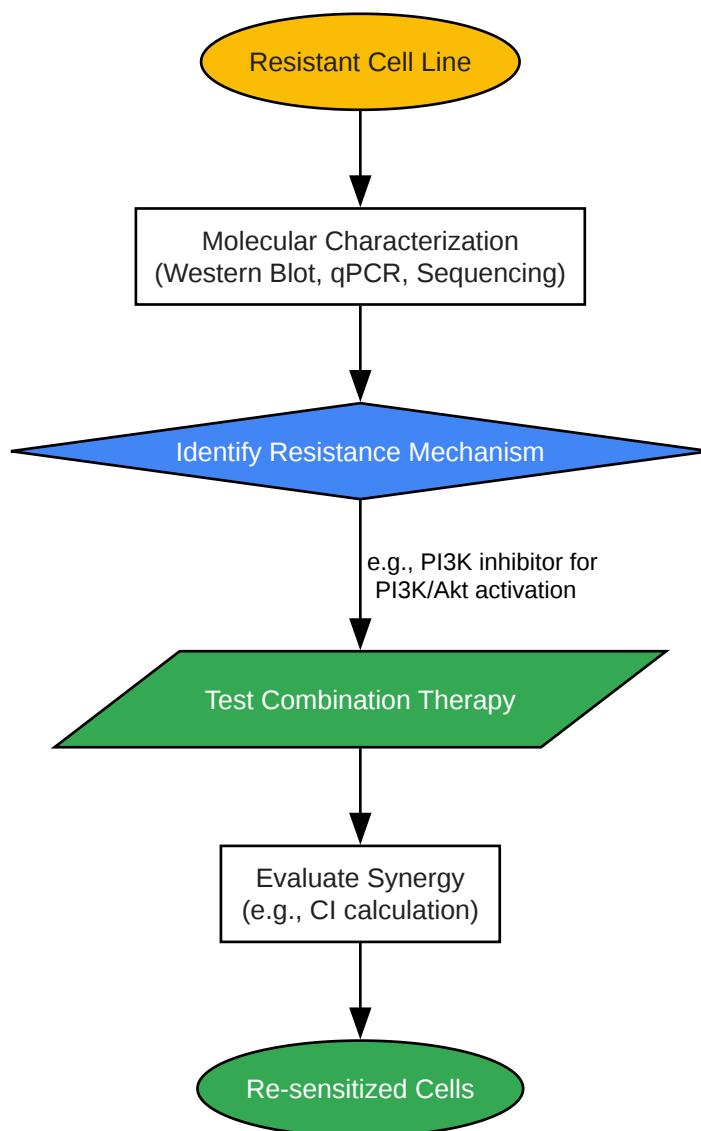 Resistant Cell Line
Molecular Characterization
(Western Blot, qPCR, Sequencing)
Identify Resistance Mechanism
e.g., PI3K inhibitor for
PI3K/Akt activation
Test Combination Therapy
Evaluate Synergy
(e.g., CI calculation)
Re-sensitized Cells